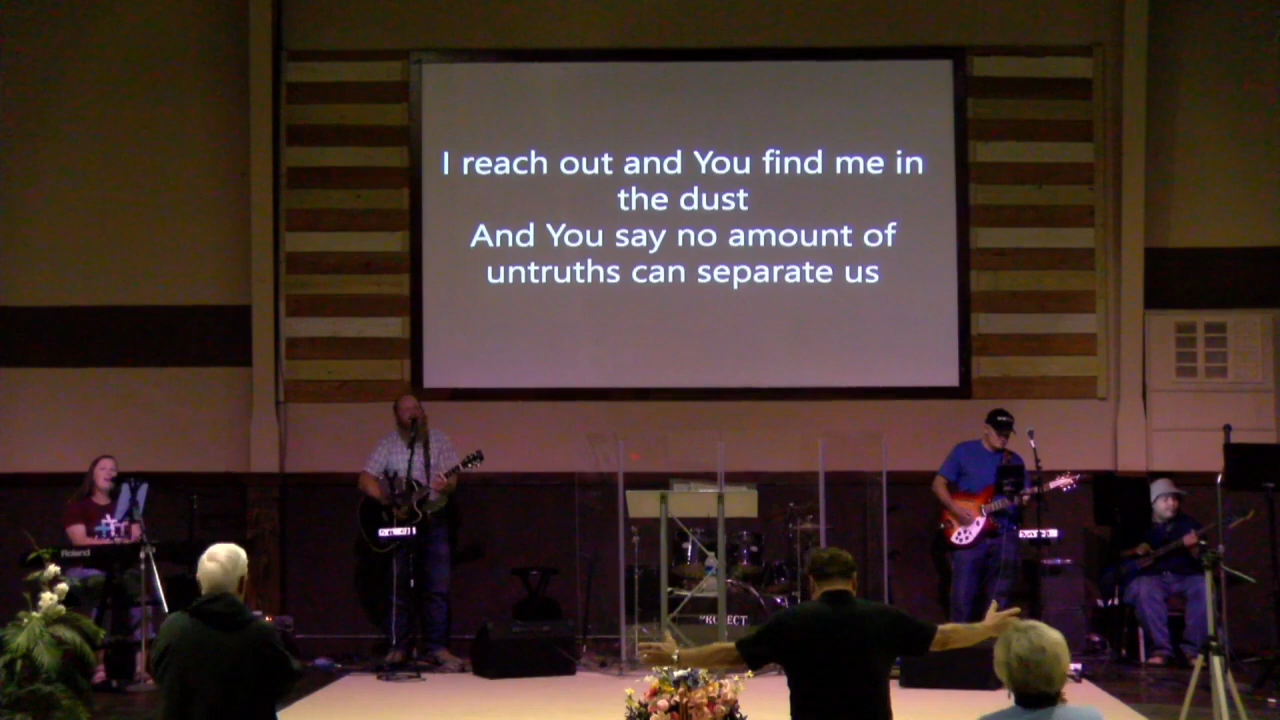 I reach out and You find me in
the dust
And You say no amount of
untruths can separate us
Roland